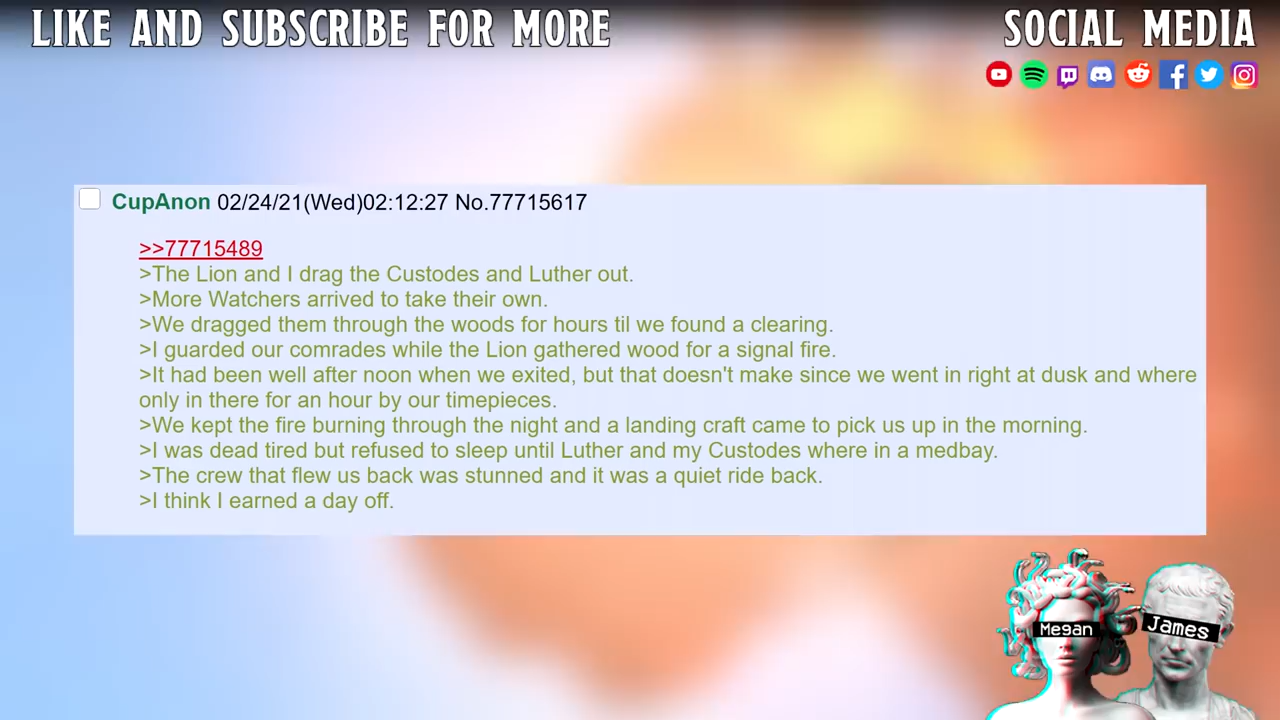 LIKE AND SUBSCRIBE FOR MORE
SOCIAL MEDIA
CupAnon 02/24/21(Wed)02:12:27 No.77715617
>>77715489
>The Lion and I drag the Custodes and Luther out.
>More Watchers arrived to take their own.
>We dragged them through the woods for hours til we found a clearing.
>I guarded our comrades while the Lion gathered wood for a signal fire.
>It had been well after noon when we exited, but that doesn't make since we went in right at dusk and where
only in there for an hour by our timepieces.
>We kept the fire burning through the night and a landing craft came to pick us up in the morning.
>I was dead tired but refused to sleep until Luther and my Custodes where in a medbay.
>The crew that flew us back was stunned and it was a quiet ride back.
>I think I earned a day off.
Megan
James